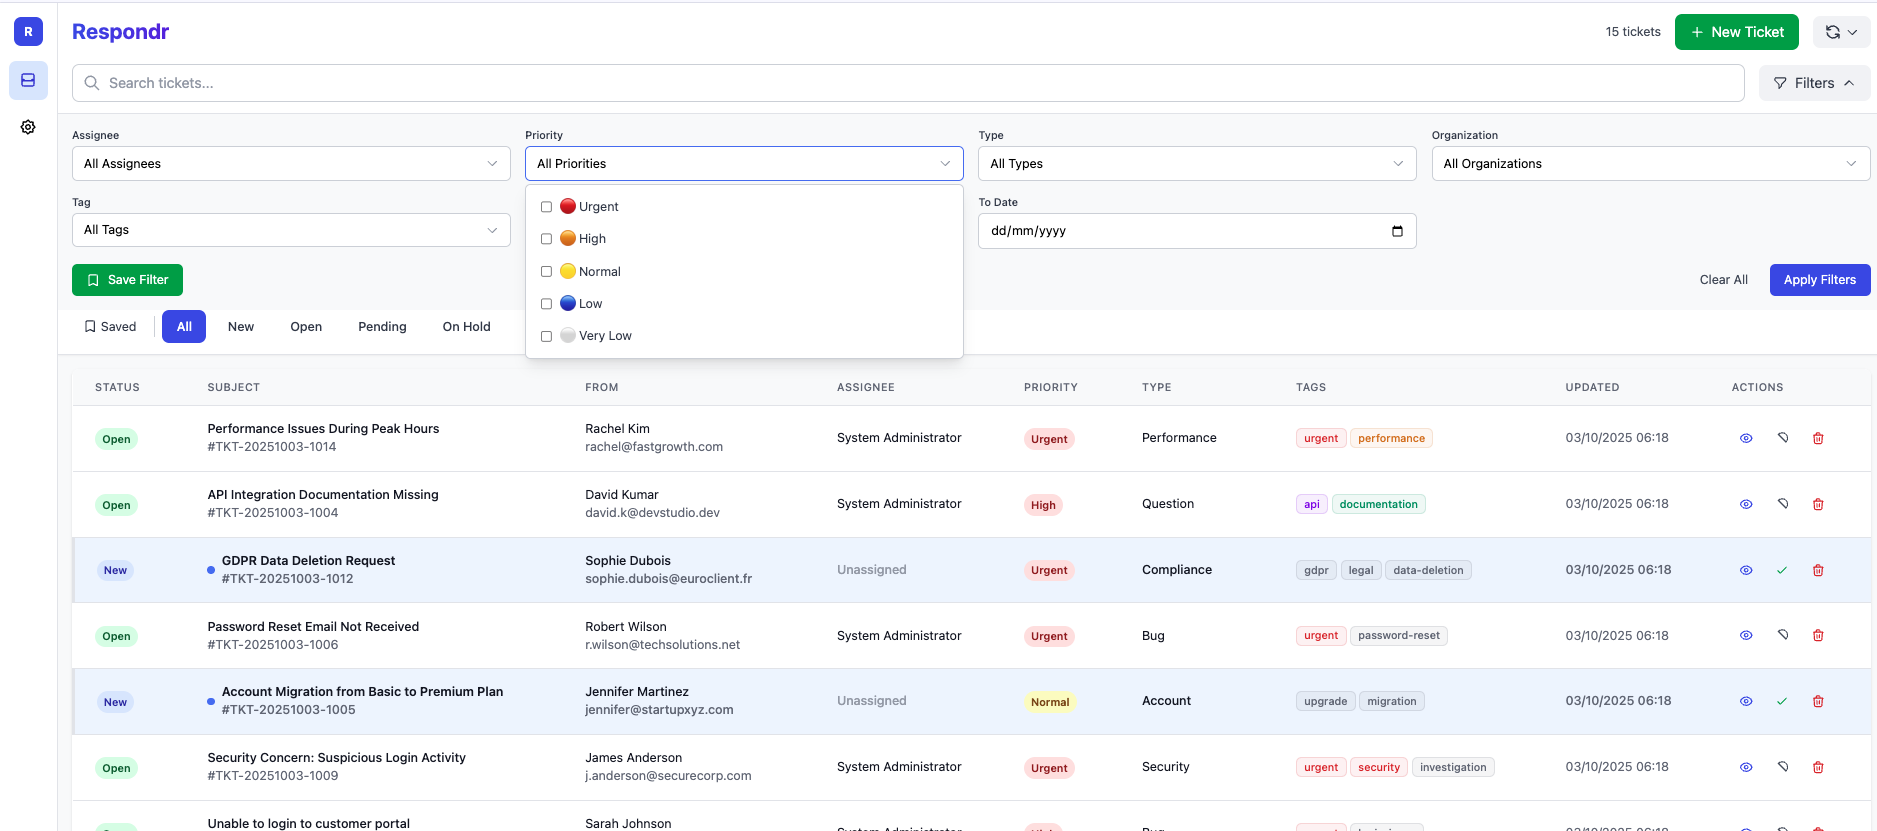 R
Respondr
15 tickets
New Ticket
Search tickets...
Filters
Assignee
Priority
Type
Organization
All Assignees
All Priorities
All Types
All Organizations
Urgent
High
Normal
Low
Very Low
Tag
To Date
All Tags
dd/mm/yyyy
Save Filter
Clear All
Apply Filters
Saved
All
New
Open
Pending
On Hold
STATUS
SUBJECT
FROM
ASSIGNEE
PRIORITY
TYPE
TAGS
UPDATED
ACTIONS
Open
Performance Issues During Peak Hours
#TKT-20251003-1014
Rachel Kim
rachel@fastgrowth.com
System Administrator
Urgent
Performance
urgent
performance
03/10/2025 06:18
Open
API Integration Documentation Missing
#TKT-20251003-1004
David Kumar
david.k@devstudio.dev
System Administrator
High
Question
api
documentation
03/10/2025 06:18
New
GDPR Data Deletion Request
#TKT-20251003-1012
Sophie Dubois
sophie.dubois@euroclient.fr
Unassigned
Urgent
Compliance
gdpr
legal
data-deletion
03/10/2025 06:18
Open
Password Reset Email Not Received
#TKT-20251003-1006
Robert Wilson
r.wilson@techsolutions.net
System Administrator
Urgent
Bug
urgent
password-reset
03/10/2025 06:18
New
Account Migration from Basic to Premium Plan
#TKT-20251003-1005
Jennifer Martinez
jennifer@startupxyz.com
Unassigned
Normal
Account
upgrade
migration
03/10/2025 06:18
Open
Security Concern: Suspicious Login Activity
#TKT-20251003-1009
James Anderson
j.anderson@securecorp.com
System Administrator
Urgent
Security
urgent
security
investigation
03/10/2025 06:18
Unable to login to customer portal
Sarah Johnson